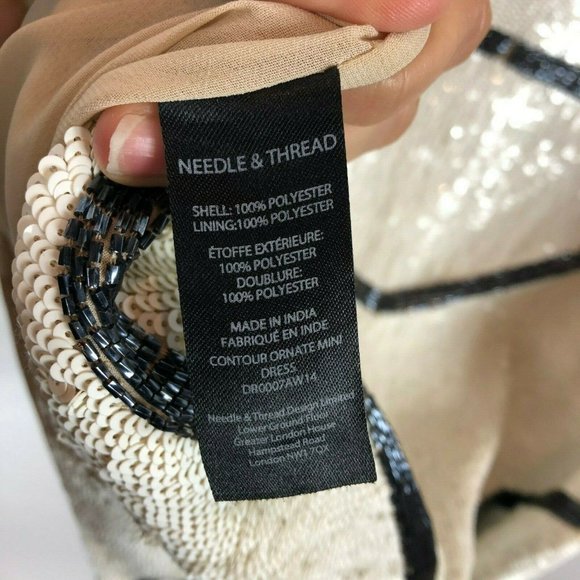 NEEDLE & THREAD
SHELL: 100% POLYESTER
LINING:100% POLYESTER
ÉTOFFE EXTÉRIEURE:
100% POLYESTER
DOUBLURE:
100% POLYESTER
MADE IN INDIA
FABRIQUÉ EN INDE
CONTOUR ORNATE MINI
DRESS
DR0007AW14
Needle & Thread Design Limited
Lower Ground Floor
Greater London House
Hampstead Road
London NW1 7QX